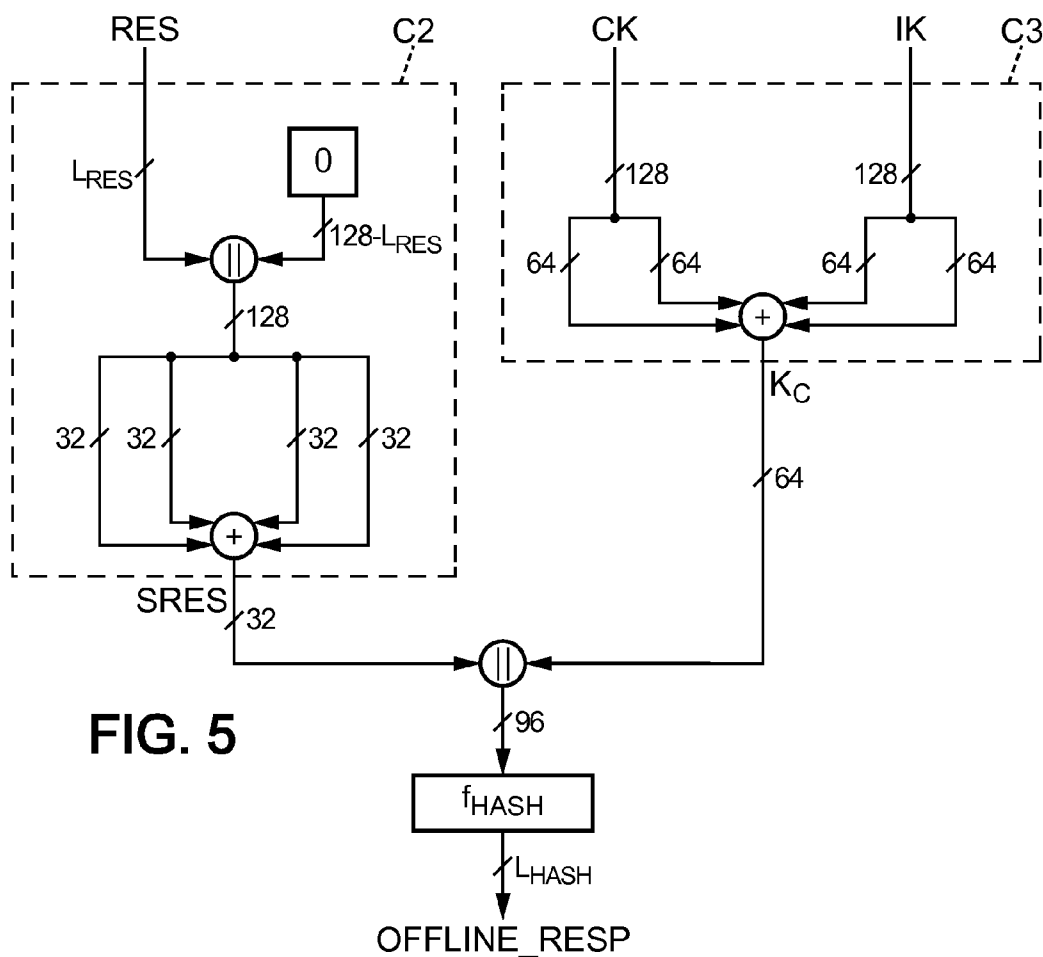 RES
C2
CK
IK
C3
L_RES
0
128-L_RES
||
128
32
32
32
32
+
SRES
32
128
128
64
64
64
64
+
K_C
64
||
96
FIG. 5
f_HASH
L_HASH
OFFLINE_RESP